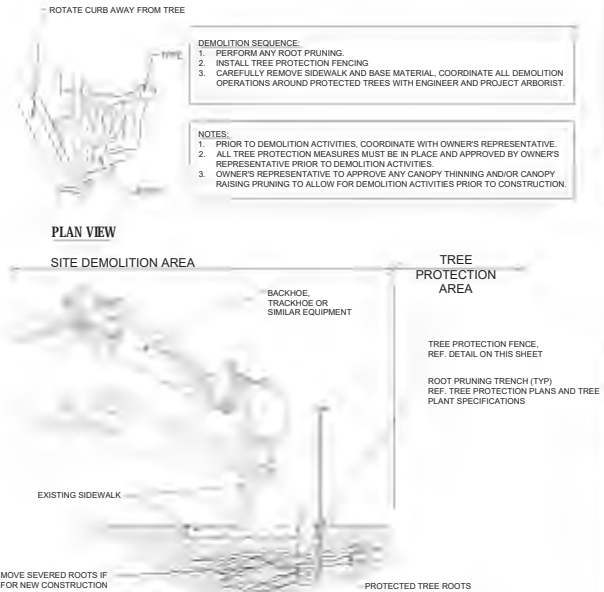 ROTATE CURB AWAY FROM TREE
DEMOLITION SEQUENCE:
1. PERFORM ANY ROOT PRUNING.
2. INSTALL TREE PROTECTION FENCING
3. CAREFULLY REMOVE SIDEWALK AND BASE MATERIAL, COORDINATE ALL DEMOLITION
OPERATIONS AROUND PROTECTED TREES WITH ENGINEER AND PROJECT ARBORIST.
NOTES:
1. PRIOR TO DEMOLITION ACTIVITIES, COORDINATE WITH OWNER'S REPRESENTATIVE.
2. ALL TREE PROTECTION MEASURES MUST BE IN PLACE AND APPROVED BY OWNER'S
REPRESENTATIVE PRIOR TO DEMOLITION ACTIVITIES.
3. OWNER'S REPRESENTATIVE TO APPROVE ANY CANOPY THINNING AND/OR CANOPY
RAISING PRUNING TO ALLOW FOR DEMOLITION ACTIVITIES PRIOR TO CONSTRUCTION.
PLAN VIEW
SITE DEMOLITION AREA
TREE
PROTECTION
AREA
BACKHOE,
TRACKHOE OR
SIMILAR EQUIPMENT
TREE PROTECTION FENCE,
REF. DETAIL ON THIS SHEET
ROOT PRUNING TRENCH (TYP)
REF. TREE PROTECTION PLANS AND TREE
PLANT SPECIFICATIONS
EXISTING SIDEWALK
MOVE SEVERED ROOTS IF
FOR NEW CONSTRUCTION
PROTECTED TREE ROOTS